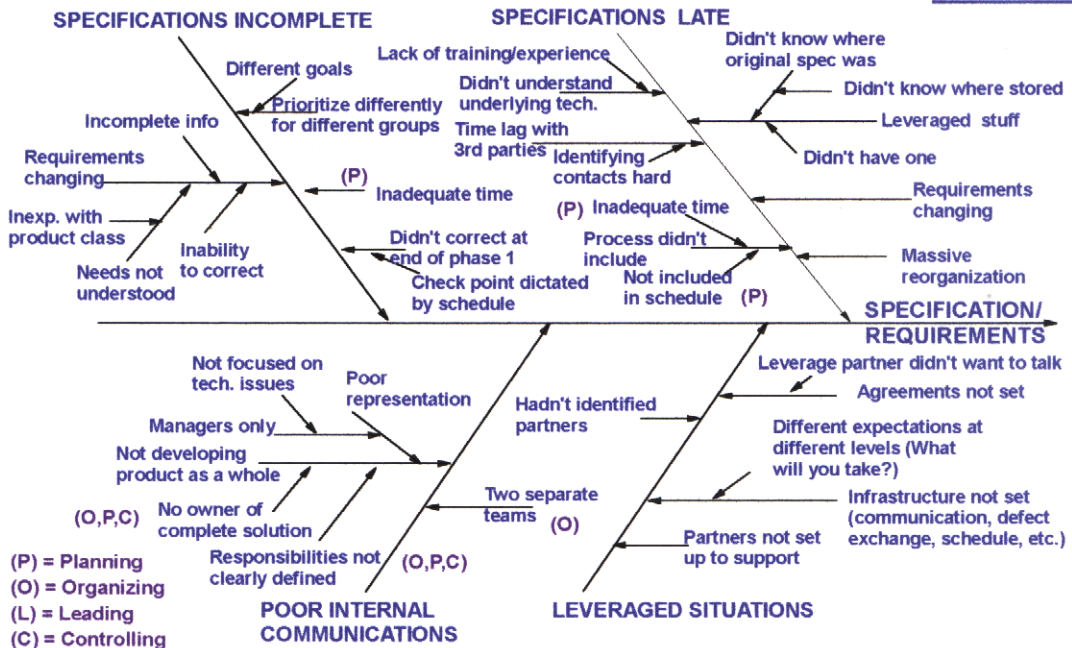 SPECIFICATIONS INCOMPLETE
Different goals
Prioritize differently
for different groups
Incomplete info
Requirements
changing
(P)
Inadequate time
Inexp. with
product class
Needs not
understood
Inability
to correct
Didn't correct at
end of phase 1
Check point dictated
by schedule
SPECIFICATIONS LATE
Lack of training/experience
Didn't understand
underlying tech.
Time lag with
3rd parties
Identifying
contacts hard
Didn't know where
original spec was
Didn't know where stored
Leveraged stuff
Didn't have one
Requirements
changing
(P)
Inadequate time
Process didn't
include
Not included
in schedule
(P)
Massive
reorganization
SPECIFICATION/
REQUIREMENTS
Not focused on
tech. issues
Poor
representation
Managers only
Not developing
product as a whole
(O,P,C)
No owner of
complete solution
Responsibilities not
clearly defined
(O,P,C)
Two separate
teams
(O)
POOR INTERNAL
COMMUNICATIONS
Leverage partner didn't want to talk
Agreements not set
Hadn't identified
partners
Different expectations at
different levels (What
will you take?)
Infrastructure not set
(communication, defect
exchange, schedule, etc.)
Partners not set
up to support
LEVERAGED SITUATIONS
(P) = Planning
(O) = Organizing
(L) = Leading
(C) = Controlling